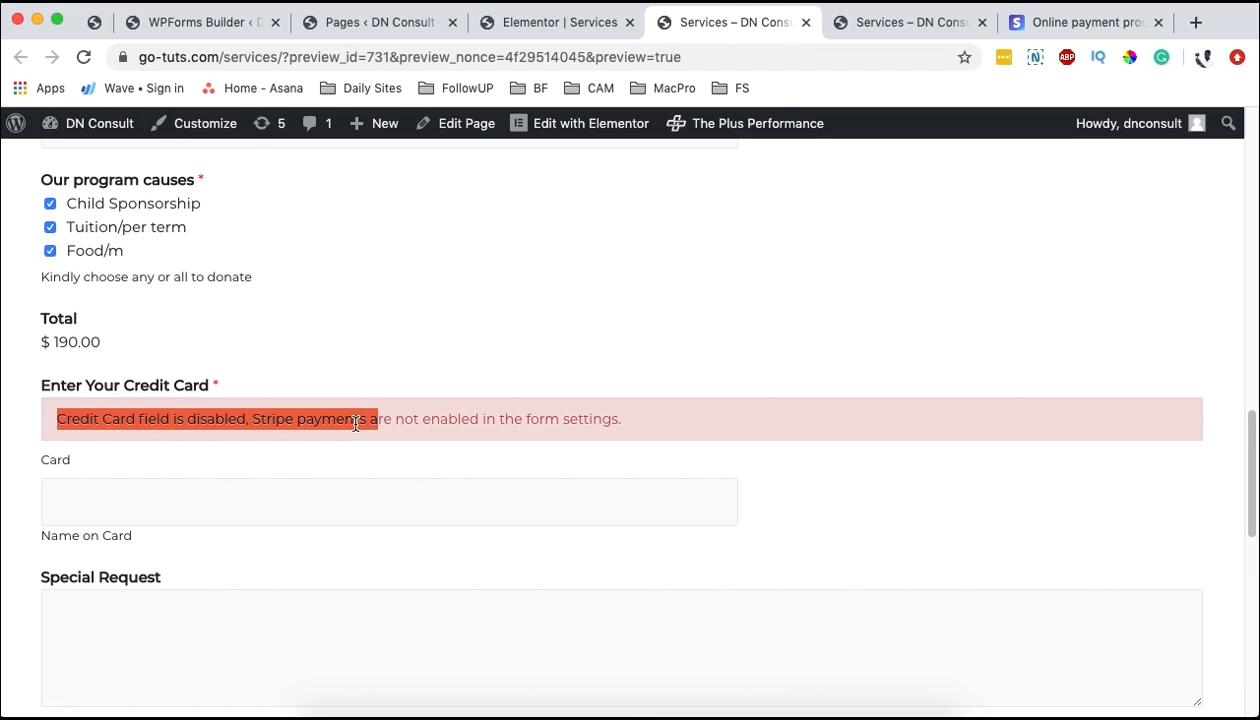 WPForms Builder ‹ D
Pages ‹ DN Consult
Elementor | Services
Services – DN Cons
Services – DN Cons
Online payment pro
go-tuts.com/services/?preview_id=731&preview_nonce=4f29514045&preview=true
Apps
Wave • Sign in
Home - Asana
Daily Sites
FollowUP
BF
CAM
MacPro
FS
DN Consult
Customize
5
1
New
Edit Page
Edit with Elementor
The Plus Performance
Howdy, dnconsult
Our program causes *
Child Sponsorship
Tuition/per term
Food/m
Kindly choose any or all to donate
Total
$ 190.00
Enter Your Credit Card *
Credit Card field is disabled, Stripe payments are not enabled in the form settings.
Card
Name on Card
Special Request